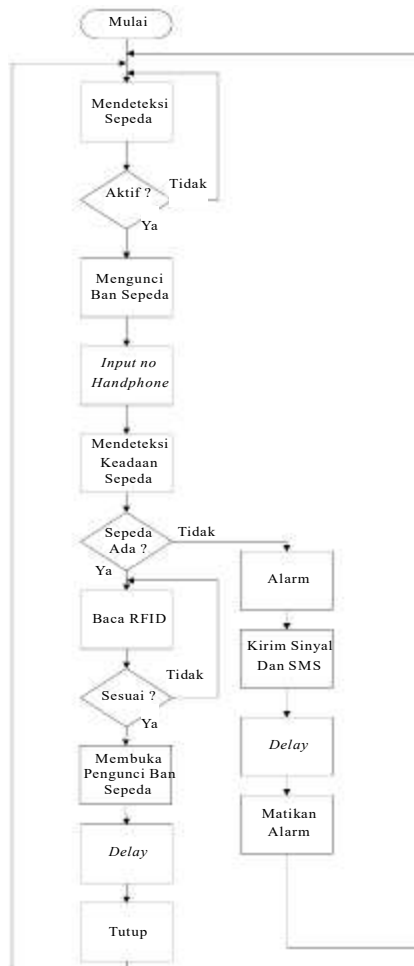 Mulai
Mendeteksi
Sepeda
Aktif ?
Tidak
Ya
Mengunci
Ban Sepeda
Input no
Handphone
Mendeteksi
Keadaan
Sepeda
Sepeda
Ada ?
Tidak
Ya
Baca RFID
Tidak
Sesuai ?
Ya
Membuka
Pengunci Ban
Sepeda
Delay
Tutup
Alarm
Kirim Sinyal
Dan SMS
Delay
Matikan
Alarm